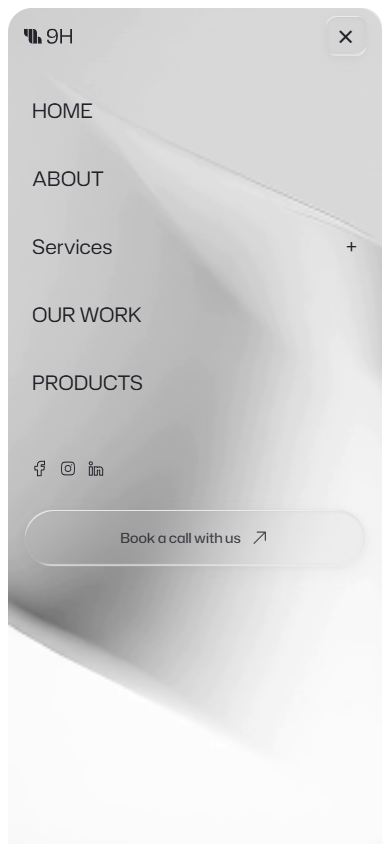 9H
HOME
ABOUT
Services +
OUR WORK
PRODUCTS
Book a call with us